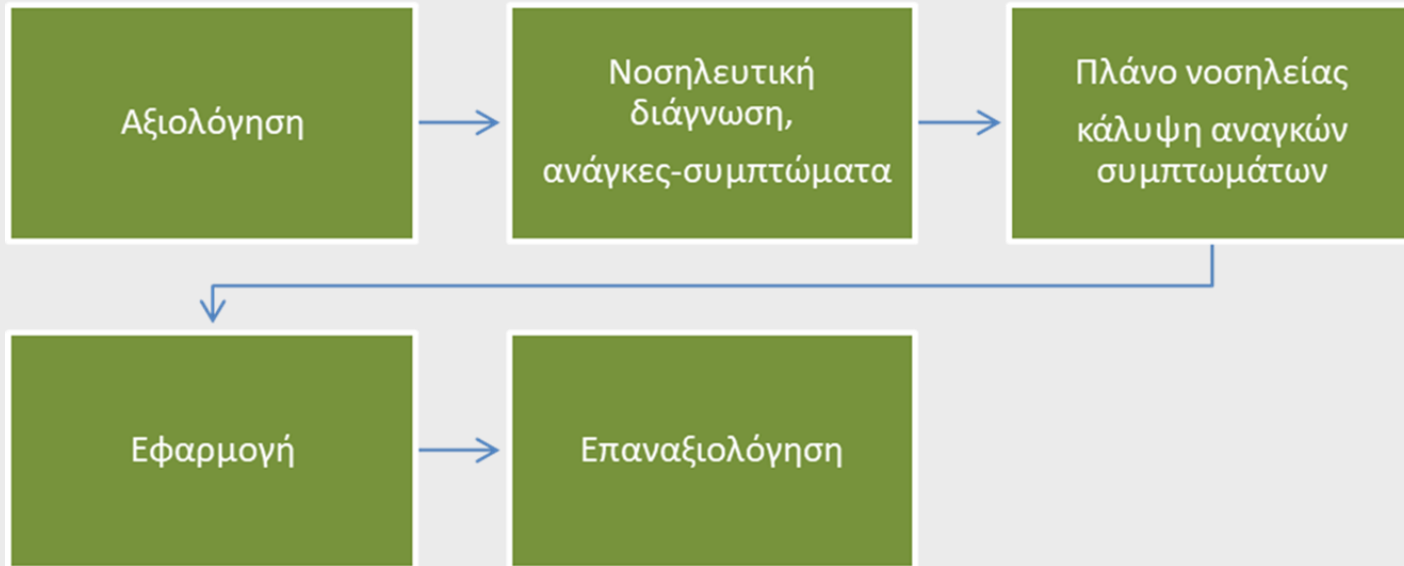 Αξιολόγηση
Νοσηλευτική
διάγνωση,
ανάγκες-συμπτώματα
Πλάνο νοσηλείας
κάλυψη αναγκών
συμπτωμάτων
Εφαρμογή
Επαναξιολόγηση